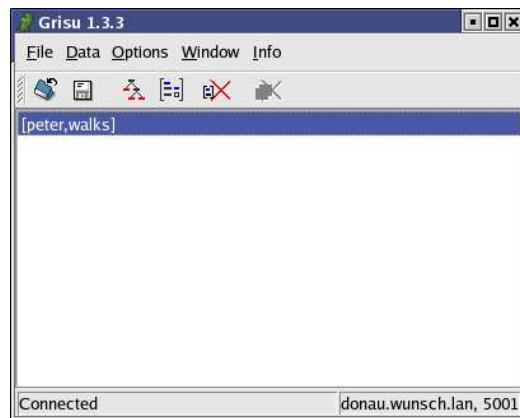 Grisu 1.3.3
File Data Options Window Info
[peter,walks]
Connected donau.wunsch.lan, 5001